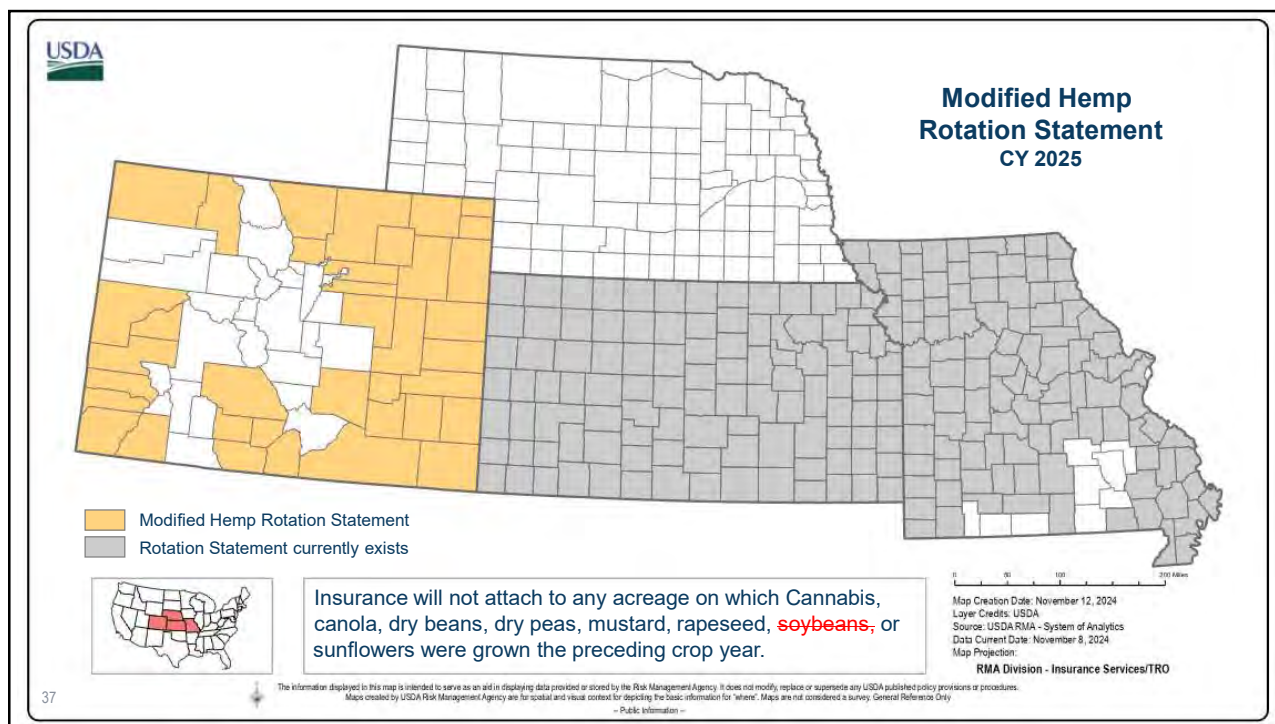 USDA
Modified Hemp
Rotation Statement
CY 2025
Modified Hemp Rotation Statement
Rotation Statement currently exists
Insurance will not attach to any acreage on which Cannabis,
canola, dry beans, dry peas, mustard, rapeseed, soybeans, or
sunflowers were grown the preceding crop year.
0 50 100 200 Miles
Map Creation Date: November 12, 2024
Layer Credits: USDA
Source: USDA RMA - System of Analytics
Data Current Date: November 8, 2024
Map Projection:
RMA Division - Insurance Services/TRO
The information displayed in this map is intended to serve as an aid in displaying data provided or stored by the Risk Management Agency. It does not modify, replace or supersede any USDA published policy provisions or procedures.
Maps created by USDA Risk Management Agency are for spatial and visual context for depicting the basic information for "where". Maps are not considered a survey. General Reference Only
-- Public Information --
37